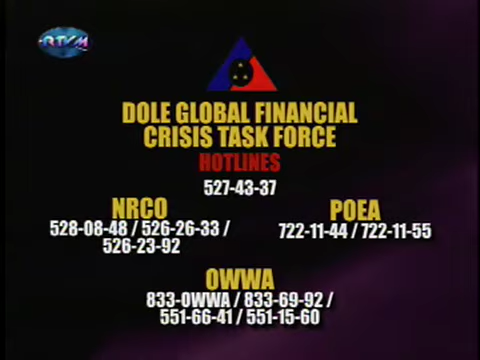 RTVM
DOLE GLOBAL FINANCIAL
CRISIS TASK FORCE
HOTLINES
527-43-37
NRCO
528-08-48 / 526-26-33 /
526-23-92
POEA
722-11-44 / 722-11-55
OWWA
833-OWWA / 833-69-92 /
551-66-41 / 551-15-60